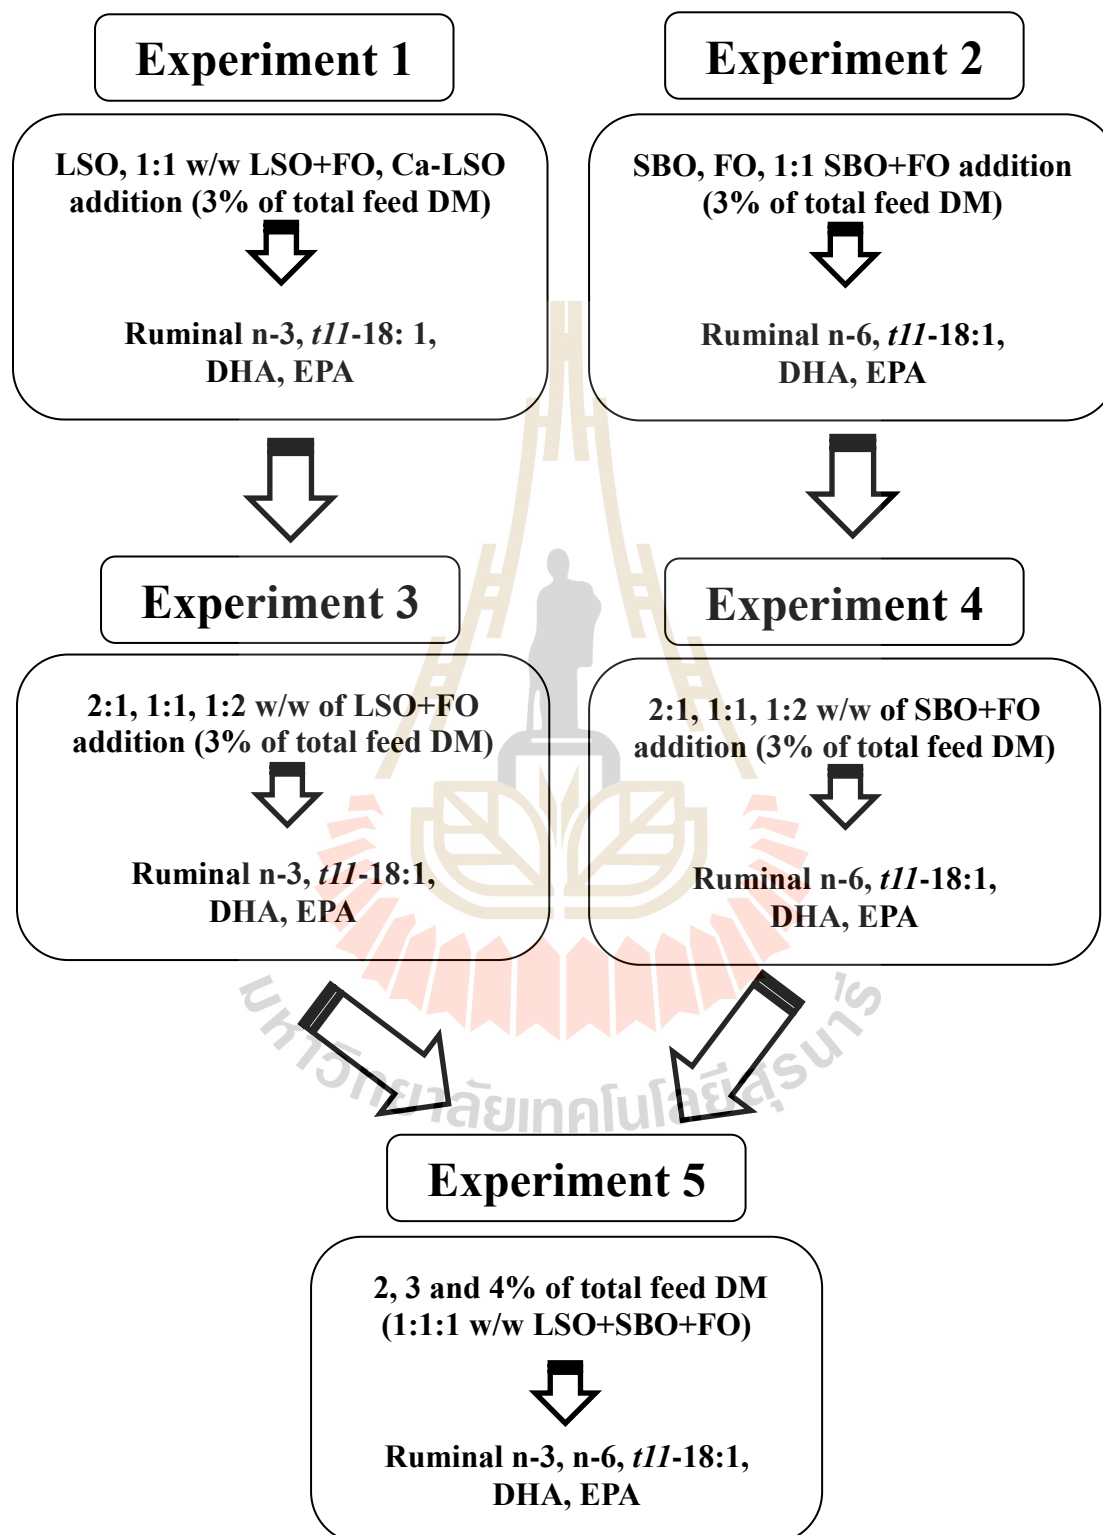 Experiment 1
LSO, 1:1 w/w LSO+FO, Ca-LSO
addition (3% of total feed DM)
Ruminal n-3, t11-18: 1,
DHA, EPA
Experiment 2
SBO, FO, 1:1 SBO+FO addition
(3% of total feed DM)
Ruminal n-6, t11-18:1,
DHA, EPA
Experiment 3
2:1, 1:1, 1:2 w/w of LSO+FO
addition (3% of total feed DM)
Ruminal n-3, t11-18:1,
DHA, EPA
Experiment 4
2:1, 1:1, 1:2 w/w of SBO+FO
addition (3% of total feed DM)
Ruminal n-6, t11-18:1,
DHA, EPA
มหาวิทยาลัยเทคโนโลยีสุรนารี
Experiment 5
2, 3 and 4% of total feed DM
(1:1:1 w/w LSO+SBO+FO)
Ruminal n-3, n-6, t11-18:1,
DHA, EPA